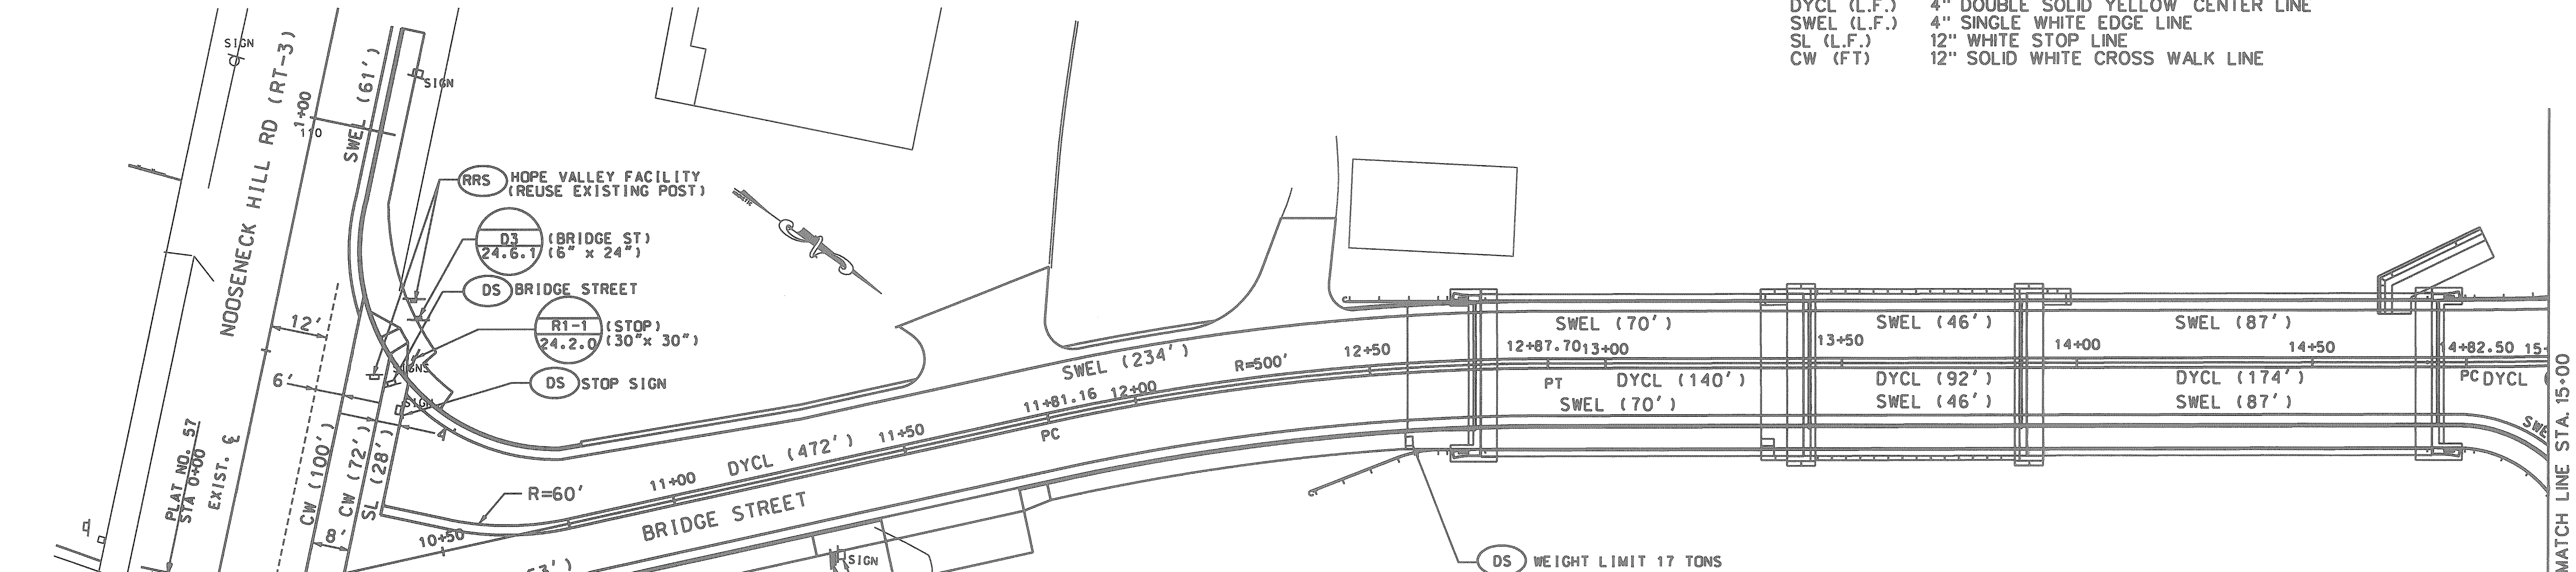 DYCL (L.F.) 4" DOUBLE SOLID YELLOW CENTER LINE
SWEL (L.F.) 4" SINGLE WHITE EDGE LINE
SL (L.F.) 12" WHITE STOP LINE
CW (FT) 12" SOLID WHITE CROSS WALK LINE
SIGN
NOOSENECK HILL RD (RT-3)
1+00
110
SWEL (61')
SIGN
RRS HOPE VALLEY FACILITY
(REUSE EXISTING POST)
D3 (BRIDGE ST)
24.6.1 (6" x 24")
DS BRIDGE STREET
R1-1 (STOP)
24.2.0 (30"x 30")
DS STOP SIGN
12'
6'
4'
8'
PLAT NO. 57
STA 0+00
EXIST. ℄
CW (100')
CW (72')
SL (28')
R=60'
10+50
11+00
DYCL (472')
11+50
BRIDGE STREET
11+81.16
12+00
PC
SWEL (234')
R=500'
12+50
SIGN
SWEL (70')
12+87.70
13+00
PT
DYCL (140')
SWEL (70')
SWEL (46')
13+50
DYCL (92')
SWEL (46')
SWEL (87')
14+00
14+50
DYCL (174')
SWEL (87')
14+82.50
PC
DYCL
DS WEIGHT LIMIT 17 TONS
MATCH LINE STA. 15+00